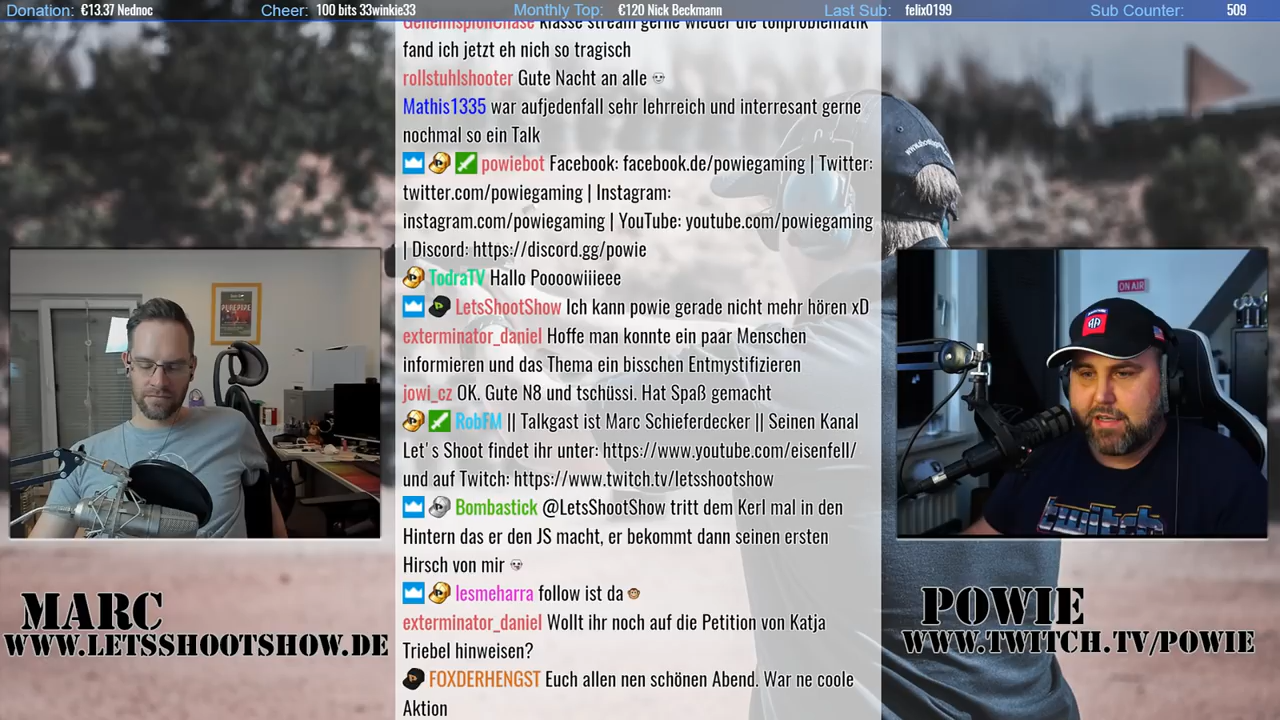 Donation: €13.37 Nednoc Cheer: 100 bits 33winkie33 Monthly Top: €120 Nick Beckmann Last Sub: felix0199 Sub Counter: 509
GeheimspionChase Klasse stream gerne wieder die tonproblematik
fand ich jetzt eh nich so tragisch
rollstuhlshooter Gute Nacht an alle
Mathis1335 war aufjedenfall sehr lehrreich und interresant gerne
nochmal so ein Talk
powiebot Facebook: facebook.de/powiegaming | Twitter:
twitter.com/powiegaming | Instagram:
instagram.com/powiegaming | YouTube: youtube.com/powiegaming
| Discord: https://discord.gg/powie
TodraTV Hallo Poooowiiieee
LetsShootShow Ich kann powie gerade nicht mehr hören xD
exterminator_daniel Hoffe man konnte ein paar Menschen
informieren und das Thema ein bisschen Entmystifizieren
jowi_cz OK. Gute N8 und tschüssi. Hat Spaß gemacht
RobFM || Talkgast ist Marc Schieferdecker || Seinen Kanal
Let's Shoot findet ihr unter: https://www.youtube.com/eisenfell/
und auf Twitch: https://www.twitch.tv/letsshootshow
Bombastick @LetsShootShow tritt dem Kerl mal in den
Hintern das er den JS macht, er bekommt dann seinen ersten
Hirsch von mir
lesmeharra follow ist da
exterminator_daniel Wollt ihr noch auf die Petition von Katja
Triebel hinweisen?
FOXDERHENGST Euch allen nen schönen Abend. War ne coole
Aktion
MARC
WWW.LETSSHOOTSHOW.DE
ON AIR
twitch
POWIE
WWW.TWITCH.TV/POWIE